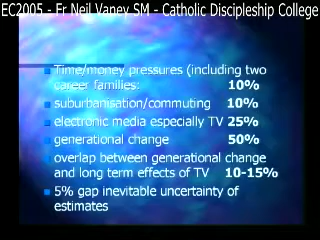 EC2005 - Fr Neil Vaney SM - Catholic Discipleship College
Time/money pressures (including two
career families: 10%
suburbanisation/commuting 10%
electronic media especially TV 25%
generational change 50%
overlap between generational change
and long term effects of TV 10-15%
5% gap inevitable uncertainty of
estimates